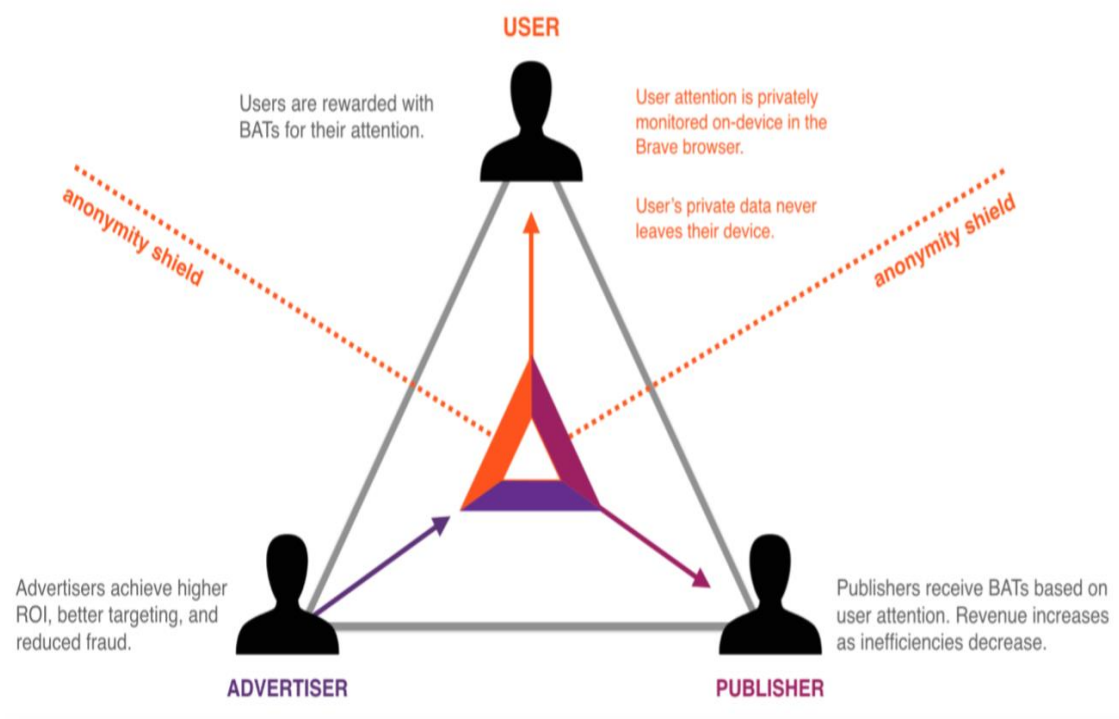 USER
Users are rewarded with
BATs for their attention.
User attention is privately
monitored on-device in the
Brave browser.
User's private data never
leaves their device.
anonymity shield
anonymity shield
Advertisers achieve higher
ROI, better targeting, and
reduced fraud.
ADVERTISER
Publishers receive BATs based on
user attention. Revenue increases
as inefficiencies decrease.
PUBLISHER